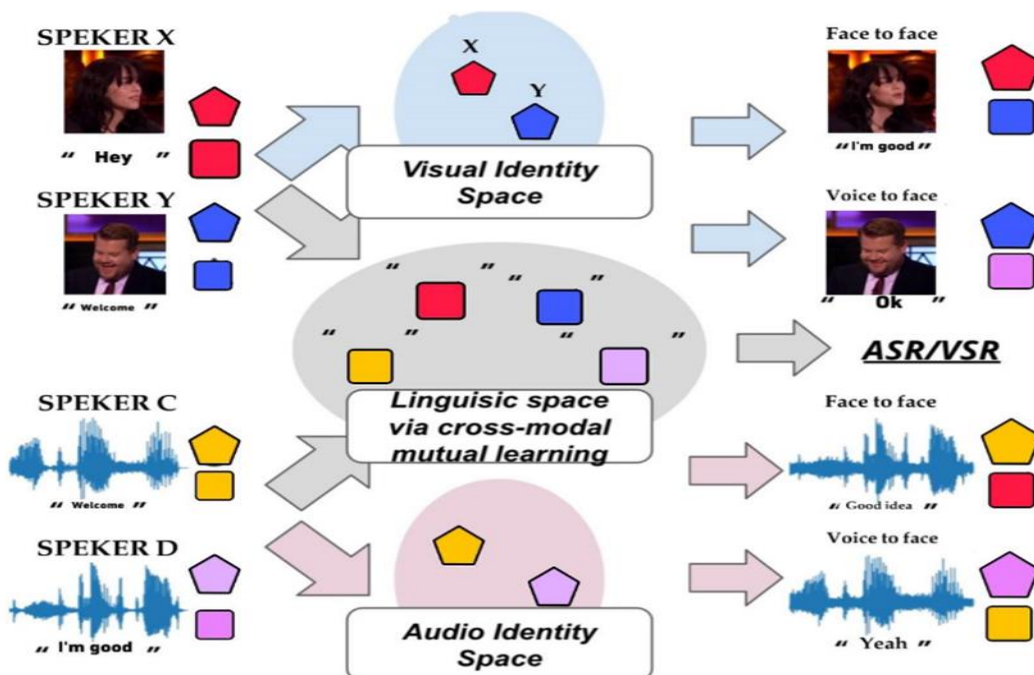 SPEKER X
“ Hey ”
SPEKER Y
“ Welcome ”
SPEKER C
“ Welcome ”
SPEKER D
“ I'm good ”
X
Y
Visual Identity
Space
“ ” “ ”
“ ” “ ”
Linguisic space
via cross-modal
mutual learning
Audio Identity
Space
Face to face
“ I'm good ”
Voice to face
“ Ok ”
ASR/VSR
Face to face
“ Good idea ”
Voice to face
“ Yeah ”